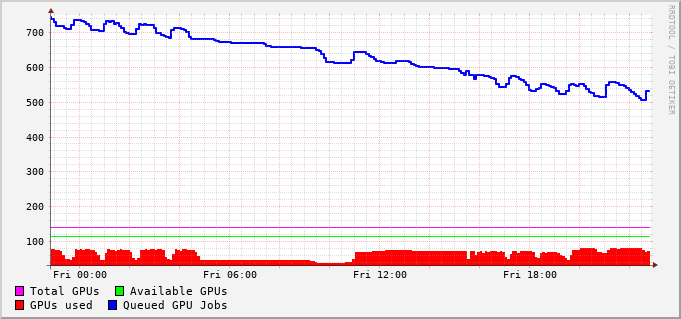 RRDTOOL / TOBI OETIKER
700
600
500
400
300
200
100
Fri 00:00 Fri 06:00 Fri 12:00 Fri 18:00
Total GPUs Available GPUs
GPUs used Queued GPU Jobs